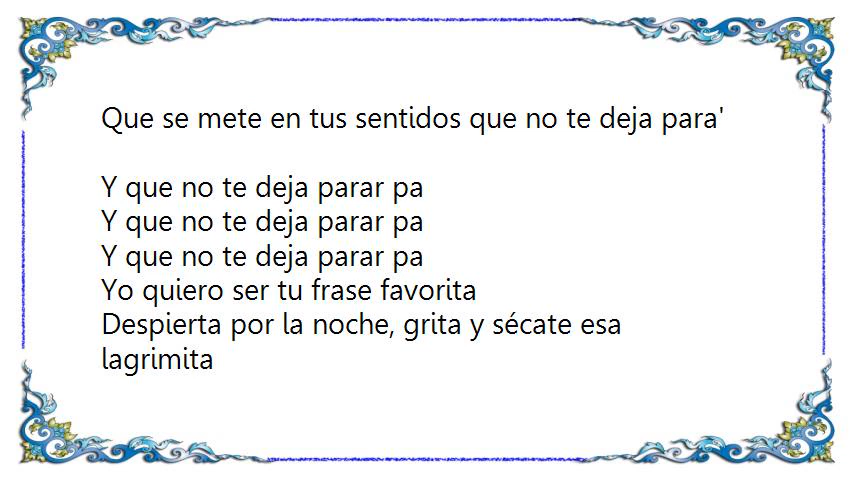 Que se mete en tus sentidos que no te deja para'
Y que no te deja parar pa
Y que no te deja parar pa
Y que no te deja parar pa
Yo quiero ser tu frase favorita
Despierta por la noche, grita y sécate esa
lagrimita